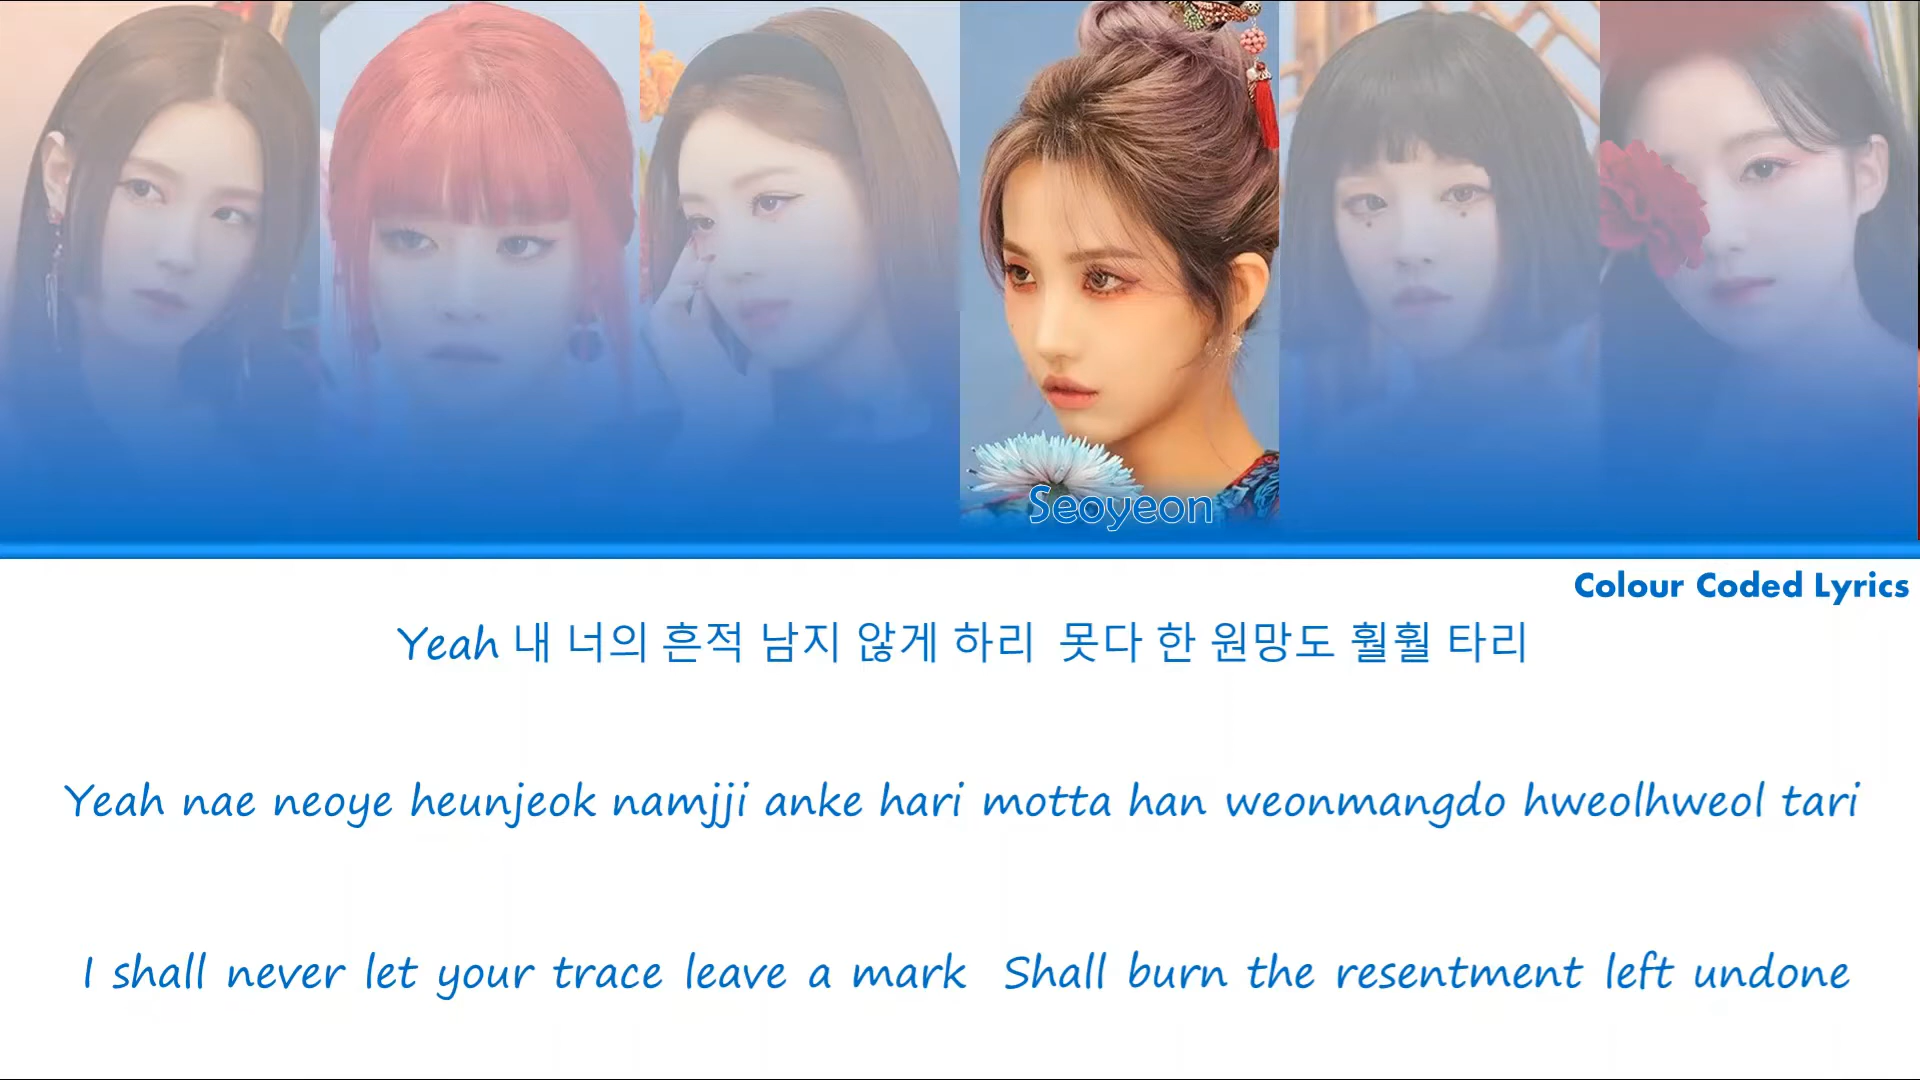 Seoyeon
Colour Coded Lyrics
Yeah 내 너의 흔적 남지 않게 하리  못다 한 원망도 훨훨 타리
Yeah nae neoye heunjeok namjji anke hari motta han weonmangdo hweolhweol tari
I shall never let your trace leave a mark  Shall burn the resentment left undone